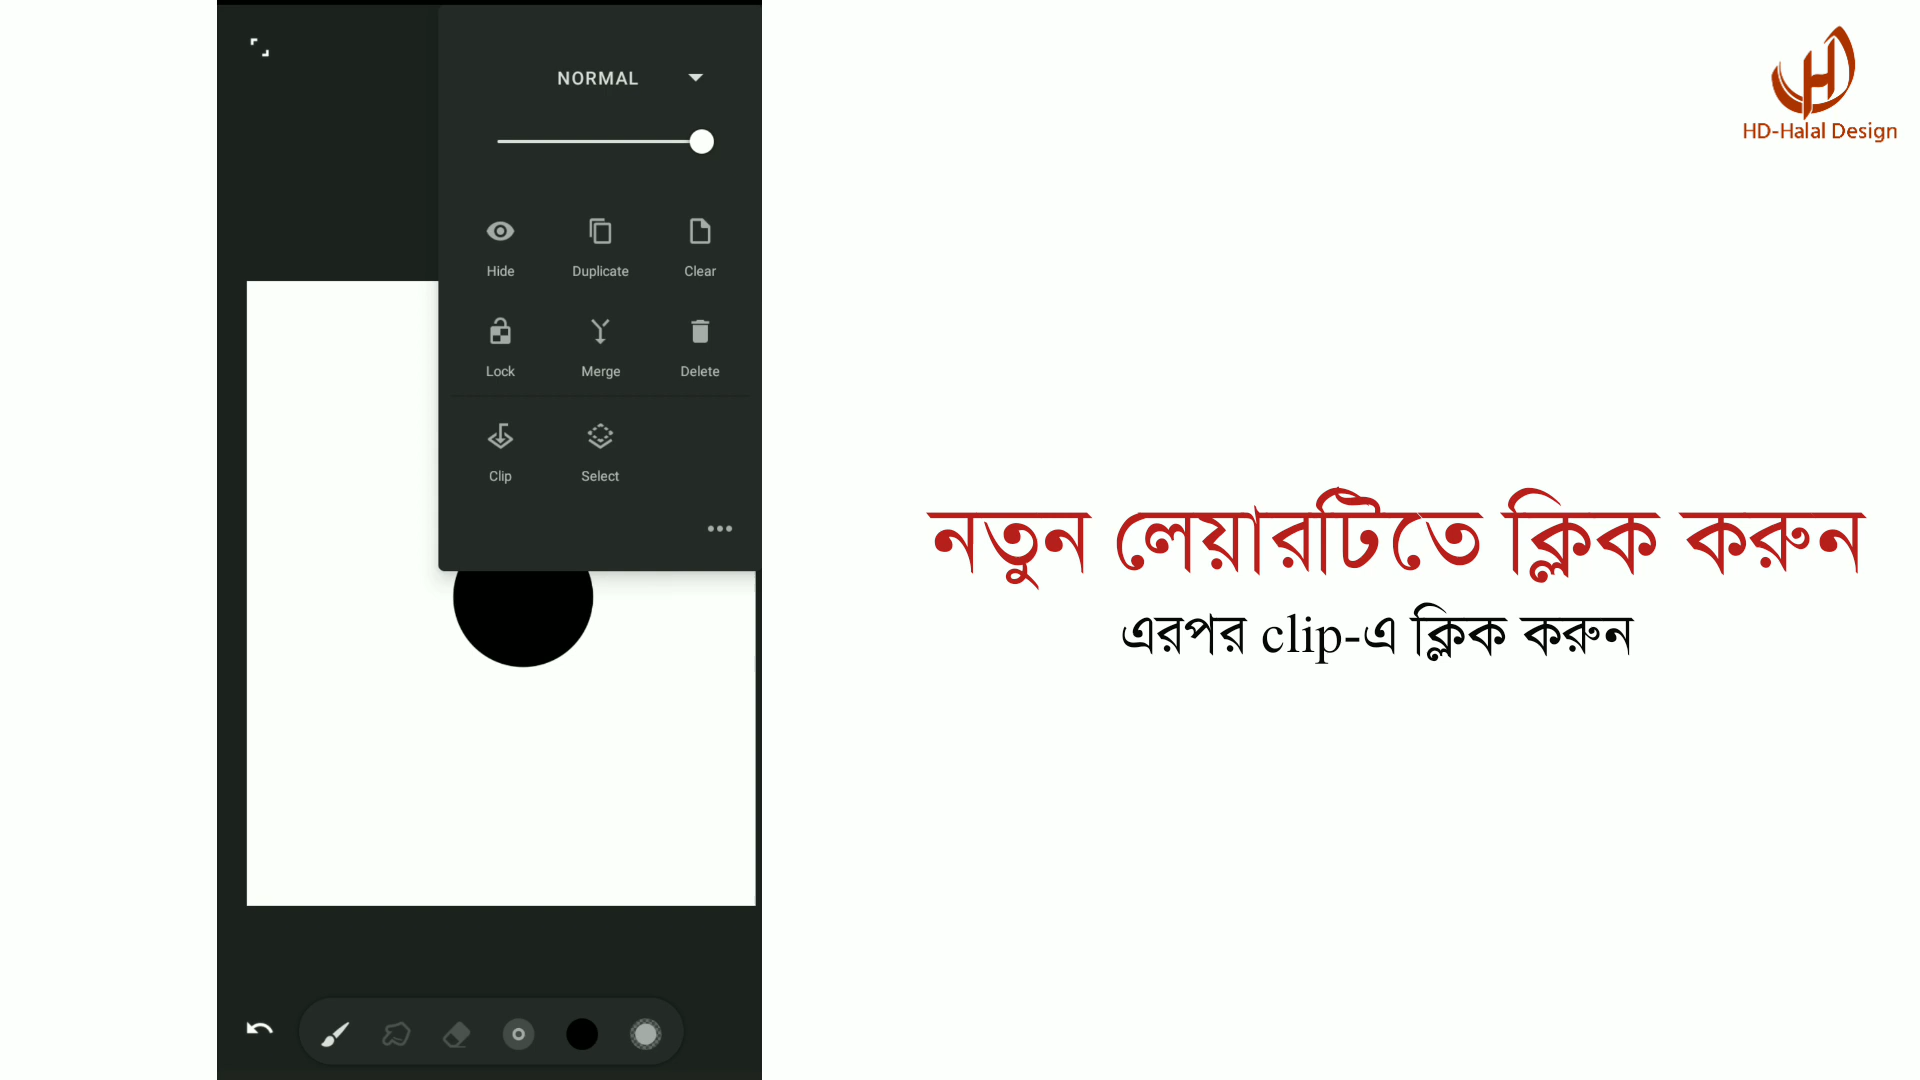 NORMAL
Hide
Duplicate
Clear
Lock
Merge
Delete
Clip
Select
HD-Halal Design
নতুন লেয়ারটিতে ক্লিক করুন
এরপর clip-এ ক্লিক করুন